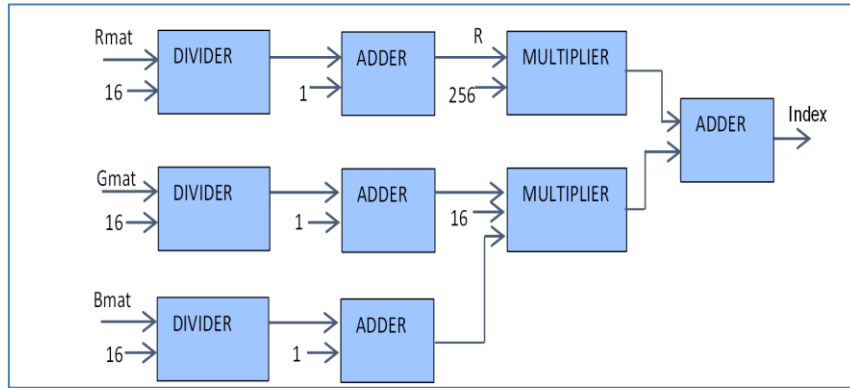 Rmat
DIVIDER
16
ADDER
1
R
MULTIPLIER
256
ADDER
Index
Gmat
DIVIDER
16
ADDER
1
MULTIPLIER
16
Bmat
DIVIDER
16
ADDER
1